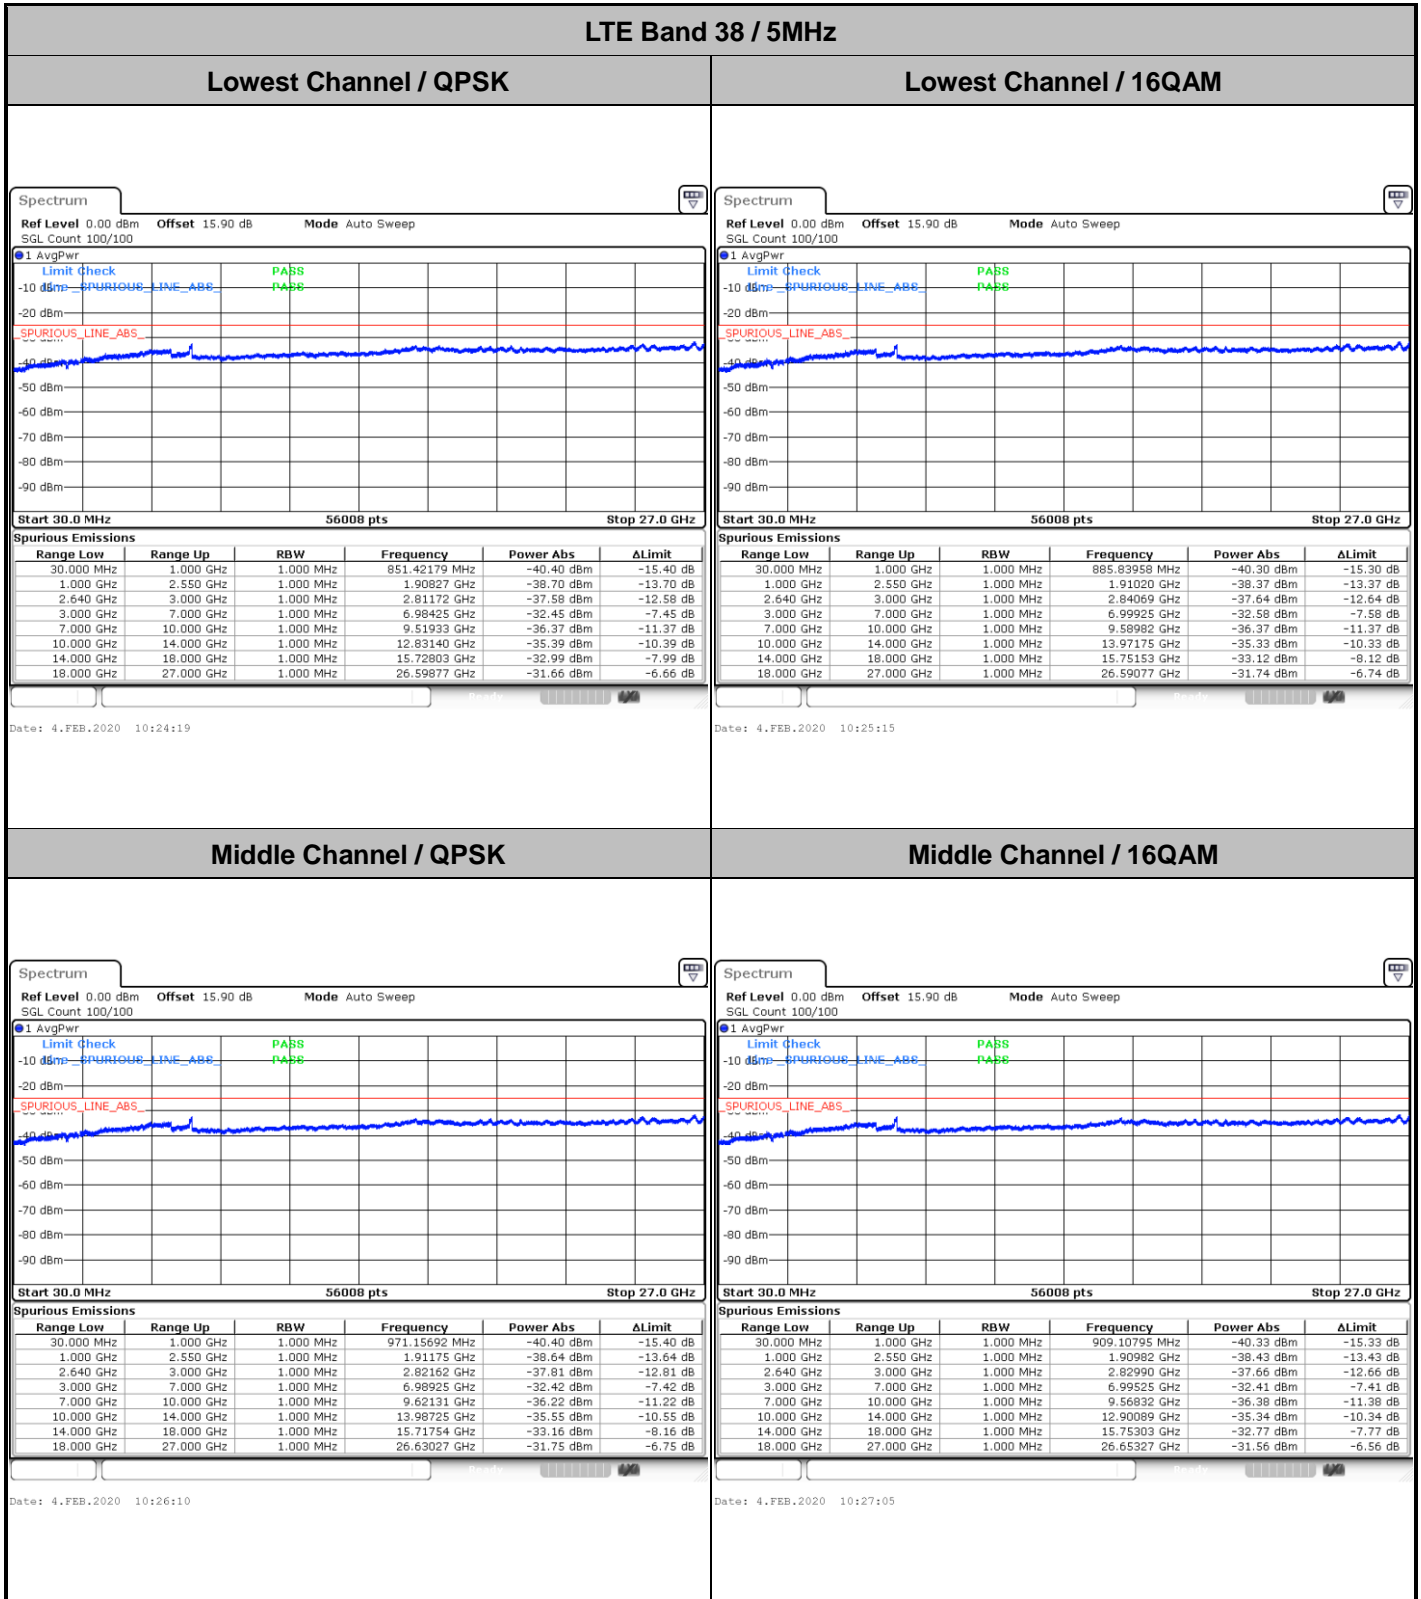 LTE Band 38 / 5MHz
Lowest Channel / QPSK
Lowest Channel / 16QAM
Spectrum
Ref Level 0.00 dBm Offset 15.90 dB Mode Auto Sweep
SGL Count 100/100
1 AvgPwr
Limit Check PASS
Line _SPURIOUS_LINE_ABS_ PASS
-10 dBm
-20 dBm
_SPURIOUS_LINE_ABS_
-30 dBm
-40 dBm
-50 dBm
-60 dBm
-70 dBm
-80 dBm
-90 dBm
Start 30.0 MHz 56008 pts Stop 27.0 GHz
Spurious Emissions
Range Low Range Up RBW Frequency Power Abs ΔLimit
30.000 MHz 1.000 GHz 1.000 MHz 851.42179 MHz -40.40 dBm -15.40 dB
1.000 GHz 2.550 GHz 1.000 MHz 1.90827 GHz -38.70 dBm -13.70 dB
2.640 GHz 3.000 GHz 1.000 MHz 2.81172 GHz -37.58 dBm -12.58 dB
3.000 GHz 7.000 GHz 1.000 MHz 6.98425 GHz -32.45 dBm -7.45 dB
7.000 GHz 10.000 GHz 1.000 MHz 9.51933 GHz -36.37 dBm -11.37 dB
10.000 GHz 14.000 GHz 1.000 MHz 12.83140 GHz -35.39 dBm -10.39 dB
14.000 GHz 18.000 GHz 1.000 MHz 15.72803 GHz -32.99 dBm -7.99 dB
18.000 GHz 27.000 GHz 1.000 MHz 26.59877 GHz -31.66 dBm -6.66 dB
Ready
Date: 4.FEB.2020 10:24:19
Spectrum
Ref Level 0.00 dBm Offset 15.90 dB Mode Auto Sweep
SGL Count 100/100
1 AvgPwr
Limit Check PASS
Line _SPURIOUS_LINE_ABS_ PASS
-10 dBm
-20 dBm
_SPURIOUS_LINE_ABS_
-30 dBm
-40 dBm
-50 dBm
-60 dBm
-70 dBm
-80 dBm
-90 dBm
Start 30.0 MHz 56008 pts Stop 27.0 GHz
Spurious Emissions
Range Low Range Up RBW Frequency Power Abs ΔLimit
30.000 MHz 1.000 GHz 1.000 MHz 885.83958 MHz -40.30 dBm -15.30 dB
1.000 GHz 2.550 GHz 1.000 MHz 1.91020 GHz -38.37 dBm -13.37 dB
2.640 GHz 3.000 GHz 1.000 MHz 2.84069 GHz -37.64 dBm -12.64 dB
3.000 GHz 7.000 GHz 1.000 MHz 6.99925 GHz -32.58 dBm -7.58 dB
7.000 GHz 10.000 GHz 1.000 MHz 9.58982 GHz -36.37 dBm -11.37 dB
10.000 GHz 14.000 GHz 1.000 MHz 13.97175 GHz -35.33 dBm -10.33 dB
14.000 GHz 18.000 GHz 1.000 MHz 15.75153 GHz -33.12 dBm -8.12 dB
18.000 GHz 27.000 GHz 1.000 MHz 26.59077 GHz -31.74 dBm -6.74 dB
Ready
Date: 4.FEB.2020 10:25:15
Middle Channel / QPSK
Middle Channel / 16QAM
Spectrum
Ref Level 0.00 dBm Offset 15.90 dB Mode Auto Sweep
SGL Count 100/100
1 AvgPwr
Limit Check PASS
Line _SPURIOUS_LINE_ABS_ PASS
-10 dBm
-20 dBm
_SPURIOUS_LINE_ABS_
-30 dBm
-40 dBm
-50 dBm
-60 dBm
-70 dBm
-80 dBm
-90 dBm
Start 30.0 MHz 56008 pts Stop 27.0 GHz
Spurious Emissions
Range Low Range Up RBW Frequency Power Abs ΔLimit
30.000 MHz 1.000 GHz 1.000 MHz 971.15692 MHz -40.40 dBm -15.40 dB
1.000 GHz 2.550 GHz 1.000 MHz 1.91175 GHz -38.64 dBm -13.64 dB
2.640 GHz 3.000 GHz 1.000 MHz 2.82162 GHz -37.81 dBm -12.81 dB
3.000 GHz 7.000 GHz 1.000 MHz 6.98925 GHz -32.42 dBm -7.42 dB
7.000 GHz 10.000 GHz 1.000 MHz 9.62131 GHz -36.22 dBm -11.22 dB
10.000 GHz 14.000 GHz 1.000 MHz 13.98725 GHz -35.55 dBm -10.55 dB
14.000 GHz 18.000 GHz 1.000 MHz 15.71754 GHz -33.16 dBm -8.16 dB
18.000 GHz 27.000 GHz 1.000 MHz 26.63027 GHz -31.75 dBm -6.75 dB
Ready
Date: 4.FEB.2020 10:26:10
Spectrum
Ref Level 0.00 dBm Offset 15.90 dB Mode Auto Sweep
SGL Count 100/100
1 AvgPwr
Limit Check PASS
Line _SPURIOUS_LINE_ABS_ PASS
-10 dBm
-20 dBm
_SPURIOUS_LINE_ABS_
-30 dBm
-40 dBm
-50 dBm
-60 dBm
-70 dBm
-80 dBm
-90 dBm
Start 30.0 MHz 56008 pts Stop 27.0 GHz
Spurious Emissions
Range Low Range Up RBW Frequency Power Abs ΔLimit
30.000 MHz 1.000 GHz 1.000 MHz 909.10795 MHz -40.33 dBm -15.33 dB
1.000 GHz 2.550 GHz 1.000 MHz 1.90982 GHz -38.43 dBm -13.43 dB
2.640 GHz 3.000 GHz 1.000 MHz 2.82990 GHz -37.66 dBm -12.66 dB
3.000 GHz 7.000 GHz 1.000 MHz 6.99525 GHz -32.41 dBm -7.41 dB
7.000 GHz 10.000 GHz 1.000 MHz 9.56832 GHz -36.38 dBm -11.38 dB
10.000 GHz 14.000 GHz 1.000 MHz 12.90089 GHz -35.34 dBm -10.34 dB
14.000 GHz 18.000 GHz 1.000 MHz 15.75303 GHz -32.77 dBm -7.77 dB
18.000 GHz 27.000 GHz 1.000 MHz 26.65327 GHz -31.56 dBm -6.56 dB
Ready
Date: 4.FEB.2020 10:27:05